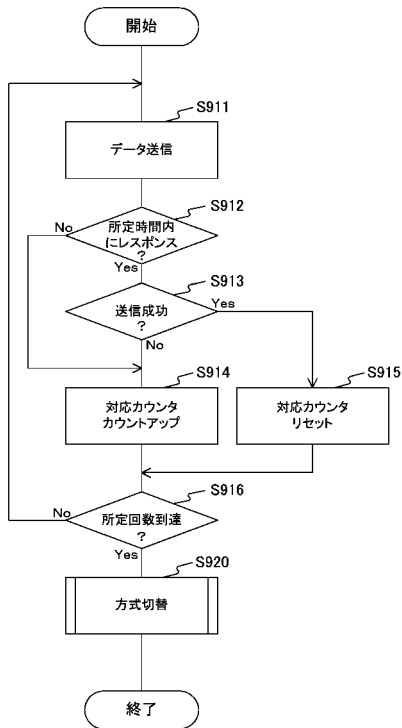 開始
S911
データ送信
S912
所定時間内
にレスポンス
?
No
Yes
S913
送信成功
?
Yes
No
S914
対応カウンタ
カウントアップ
S915
対応カウンタ
リセット
S916
所定回数到達
?
No
Yes
S920
方式切替
終了